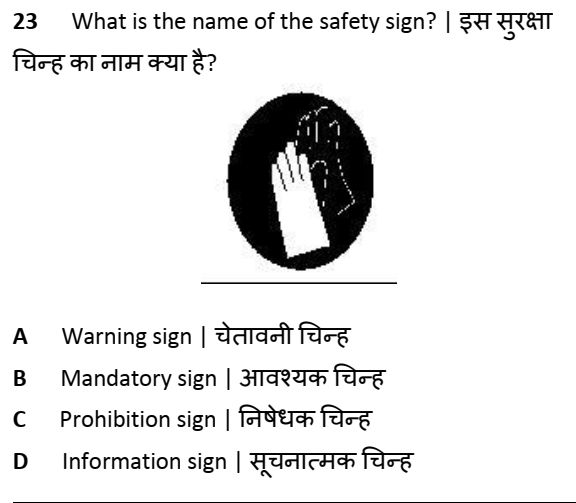 23 What is the name of the safety sign? | इस सुरक्षा
चिन्ह का नाम क्या है?
A Warning sign | चेतावनी चिन्ह
B Mandatory sign | आवश्यक चिन्ह
C Prohibition sign | निषेधक चिन्ह
D Information sign | सूचनात्मक चिन्ह